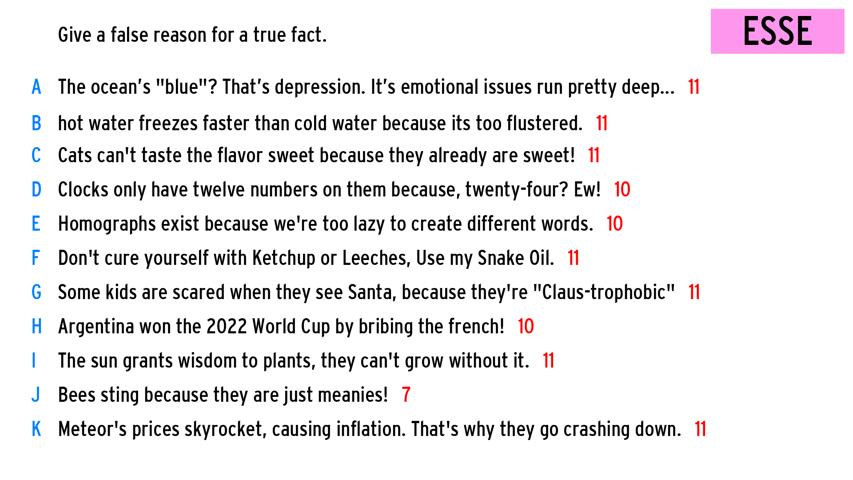 ESSE
Give a false reason for a true fact.
A The ocean's "blue"? That's depression. It's emotional issues run pretty deep... 11
B hot water freezes faster than cold water because its too flustered. 11
C Cats can't taste the flavor sweet because they already are sweet! 11
D Clocks only have twelve numbers on them because, twenty-four? Ew! 10
E Homographs exist because we're too lazy to create different words. 10
F Don't cure yourself with Ketchup or Leeches, Use my Snake Oil. 11
G Some kids are scared when they see Santa, because they're "Claus-trophobic" 11
H Argentina won the 2022 World Cup by bribing the french! 10
I The sun grants wisdom to plants, they can't grow without it. 11
J Bees sting because they are just meanies! 7
K Meteor's prices skyrocket, causing inflation. That's why they go crashing down. 11